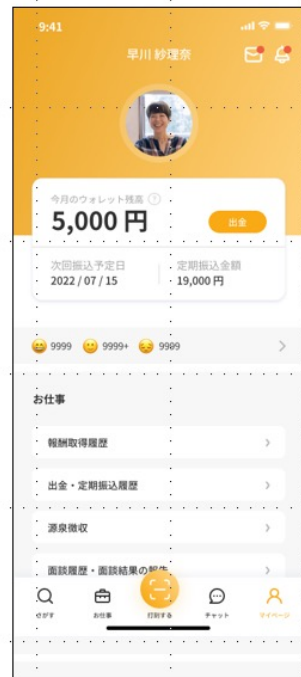 9:41
早川 紗理奈
今月のウォレット残高 ?
5,000 円
出金
次回振込予定日
定期振込金額
2022 / 07 / 15
19,000 円
9999
9999+
9999
お仕事
報酬取得履歴
出金・定期振込履歴
源泉徴収
面談履歴・面談結果の報告
さがす
お仕事
打刻する
チャット
マイページ